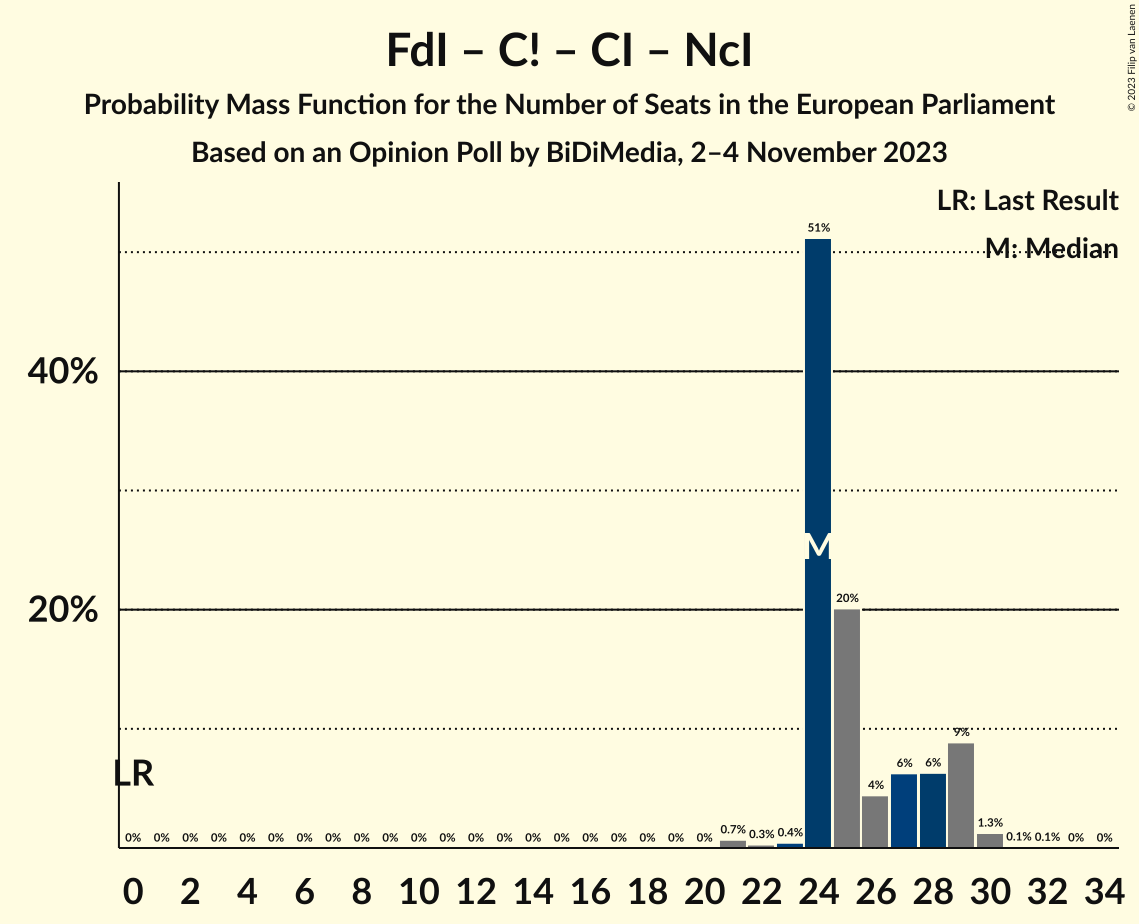 FdI – C! – CI – NcI
Probability Mass Function for the Number of Seats in the European Parliament
Based on an Opinion Poll by BiDiMedia, 2–4 November 2023
© 2023 Filip van Laenen
LR: Last Result
M: Median
51%
40%
M
20%
20%
9%
LR
6% 6%
4%
1.3%
0% 0% 0% 0% 0% 0% 0% 0% 0% 0% 0% 0% 0% 0% 0% 0% 0% 0% 0% 0% 0% 0.7% 0.3% 0.4% 0.1% 0.1% 0% 0%
0 2 4 6 8 10 12 14 16 18 20 22 24 26 28 30 32 34